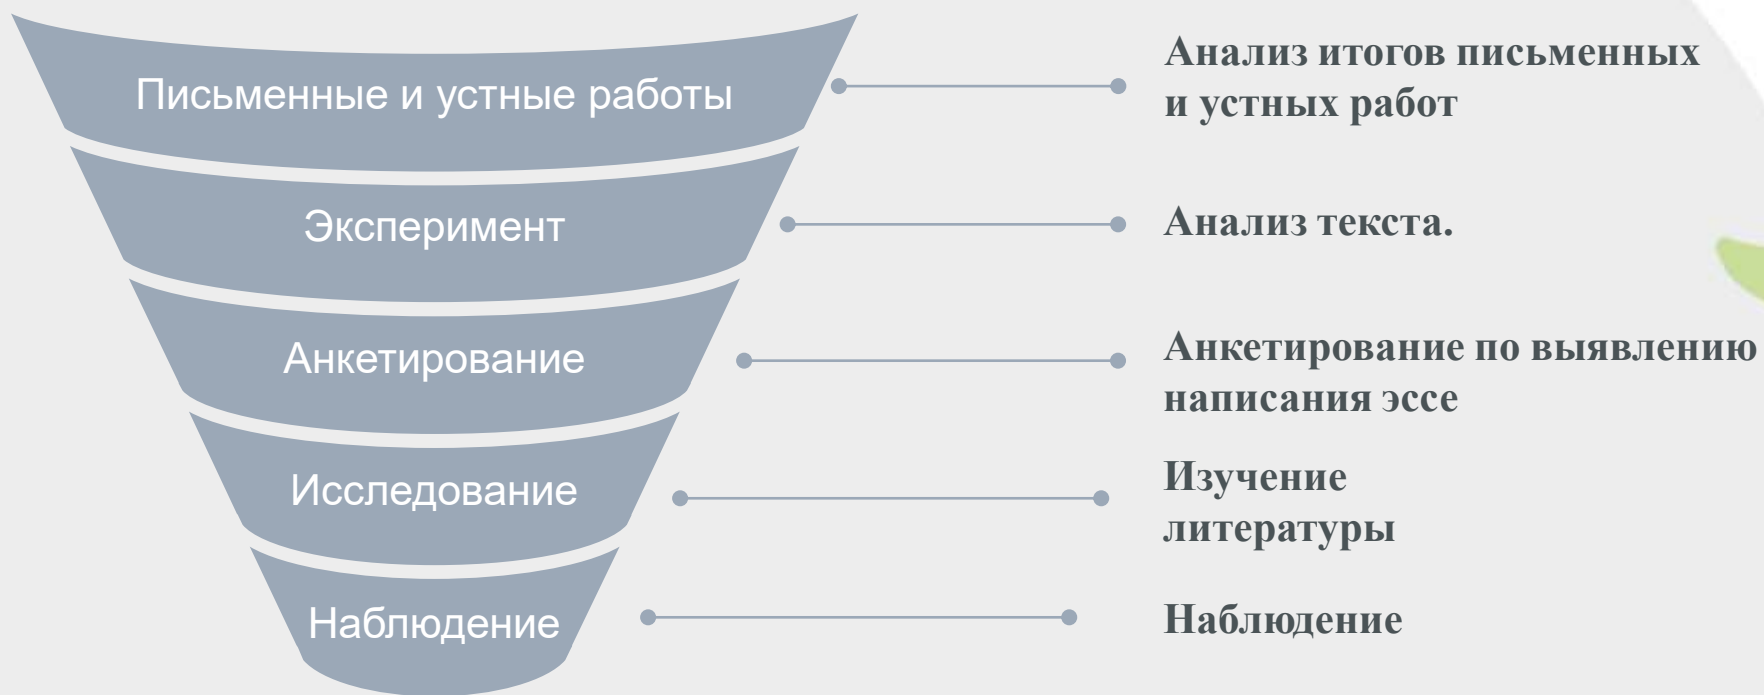 Письменные и устные работы
Анализ итогов письменных
и устных работ
Эксперимент
Анализ текста.
Анкетирование
Анкетирование по выявлению
написания эссе
Исследование
Изучение
литературы
Наблюдение
Наблюдение